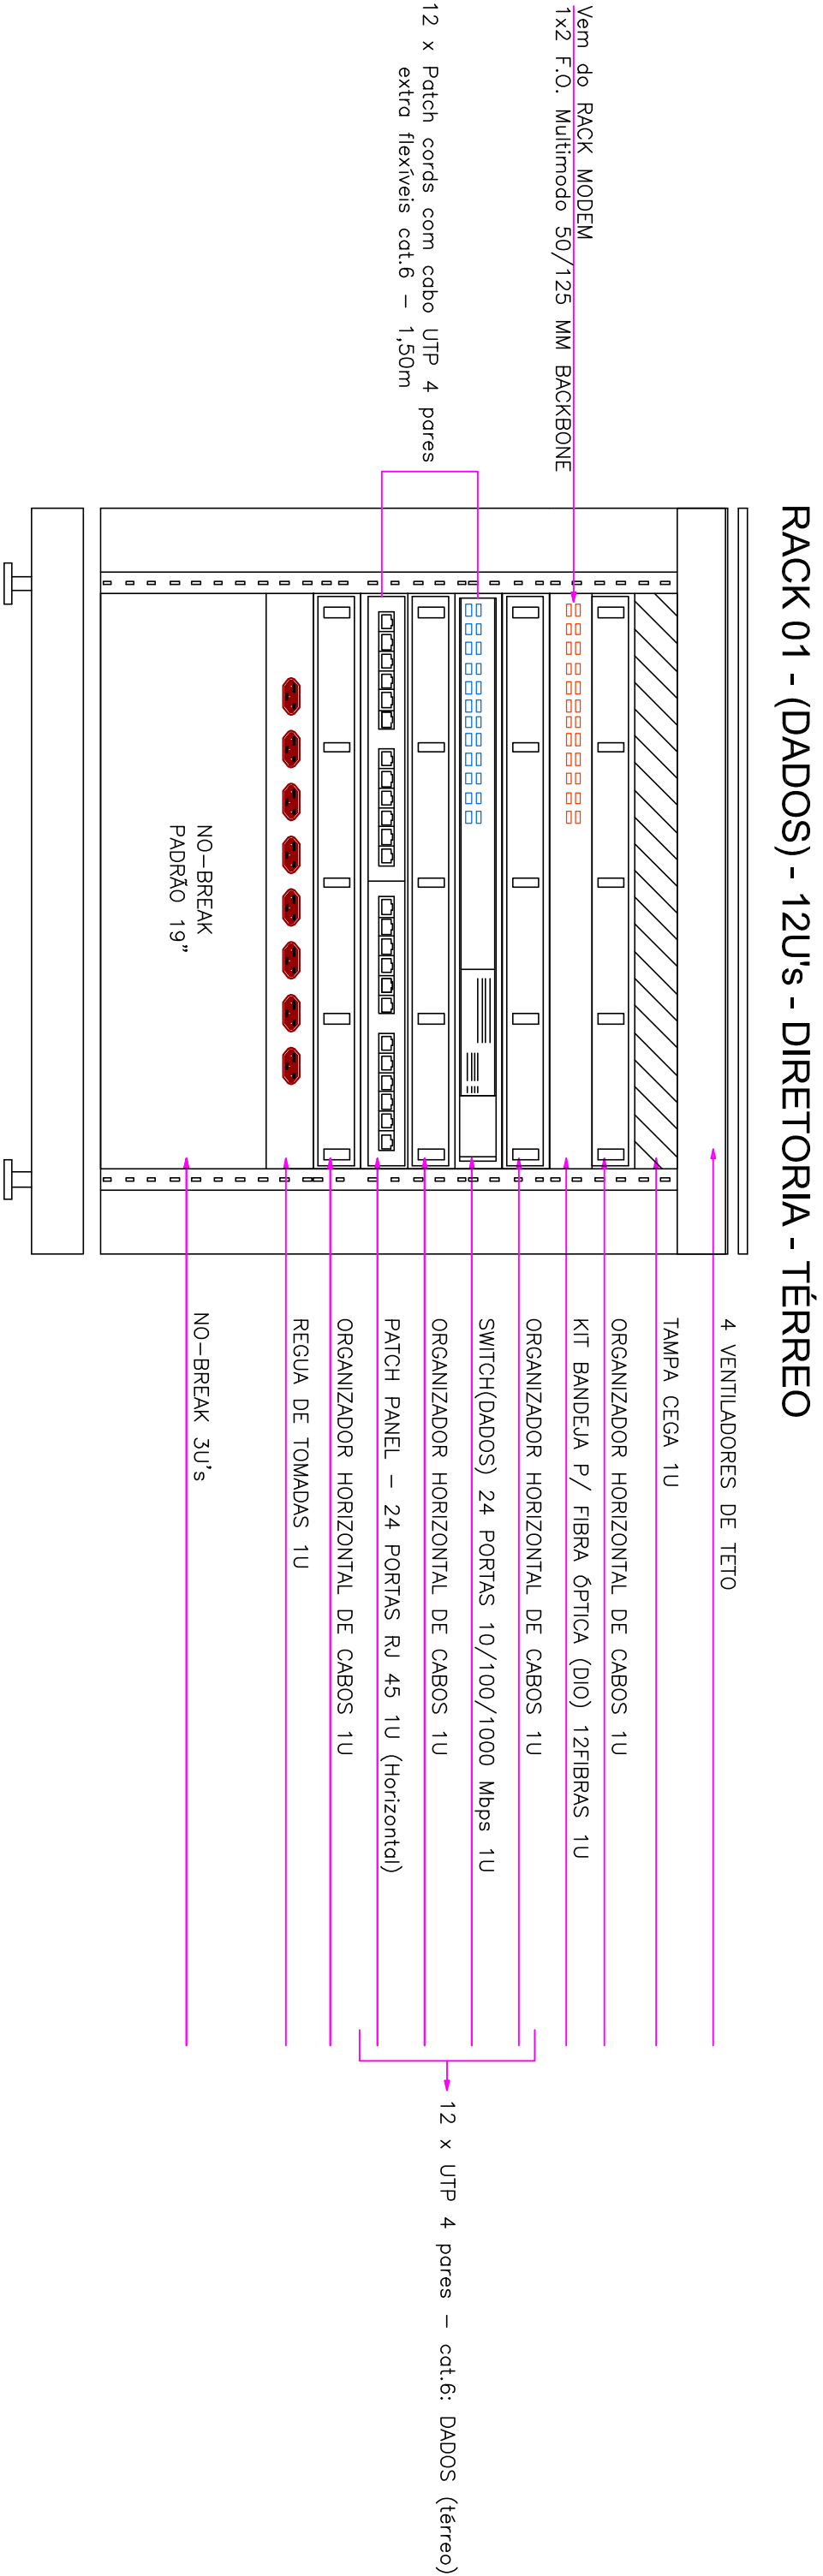 RACK 01 - (DADOS) - 12U's - DIRETORIA - TÉRREO
Vem do RACK MODEM
1x2 F.O. Multimodo 50/125 MM BACKBONE
12 x Patch cords com cabo UTP 4 pares
extra flexíveis cat.6 - 1,50m
NO-BREAK
PADRÃO 19"
4 VENTILADORES DE TETO
TAMPA CEGA 1U
ORGANIZADOR HORIZONTAL DE CABOS 1U
KIT BANDEJA P/ FIBRA ÓPTICA (DIO) 12FIBRAS 1U
ORGANIZADOR HORIZONTAL DE CABOS 1U
SWITCH(DADOS) 24 PORTAS 10/100/1000 Mbps 1U
ORGANIZADOR HORIZONTAL DE CABOS 1U
PATCH PANEL - 24 PORTAS RJ 45 1U (Horizontal)
ORGANIZADOR HORIZONTAL DE CABOS 1U
REGUA DE TOMADAS 1U
NO-BREAK 3U's
12 x UTP 4 pares - cat.6: DADOS (térreo)